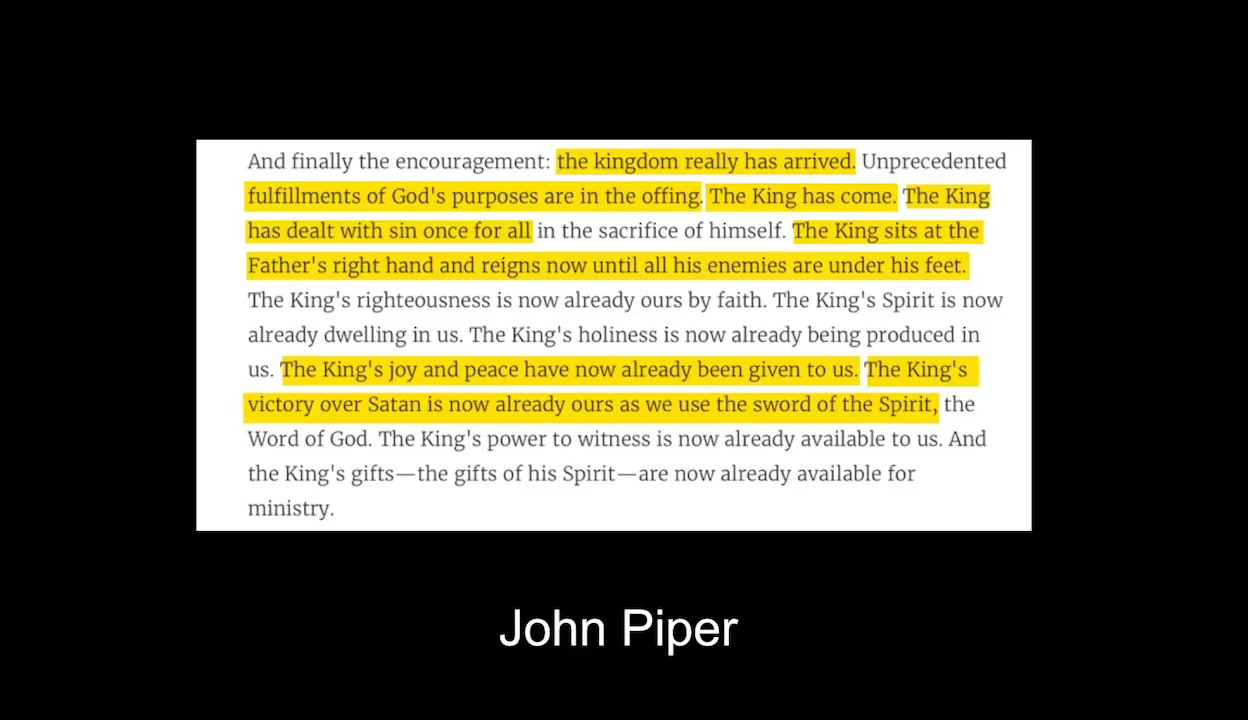 And finally the encouragement: the kingdom really has arrived. Unprecedented
fulfillments of God's purposes are in the offing. The King has come. The King
has dealt with sin once for all in the sacrifice of himself. The King sits at the
Father's right hand and reigns now until all his enemies are under his feet.
The King's righteousness is now already ours by faith. The King's Spirit is now
already dwelling in us. The King's holiness is now already being produced in
us. The King's joy and peace have now already been given to us. The King's
victory over Satan is now already ours as we use the sword of the Spirit, the
Word of God. The King's power to witness is now already available to us. And
the King's gifts—the gifts of his Spirit—are now already available for
ministry.
John Piper